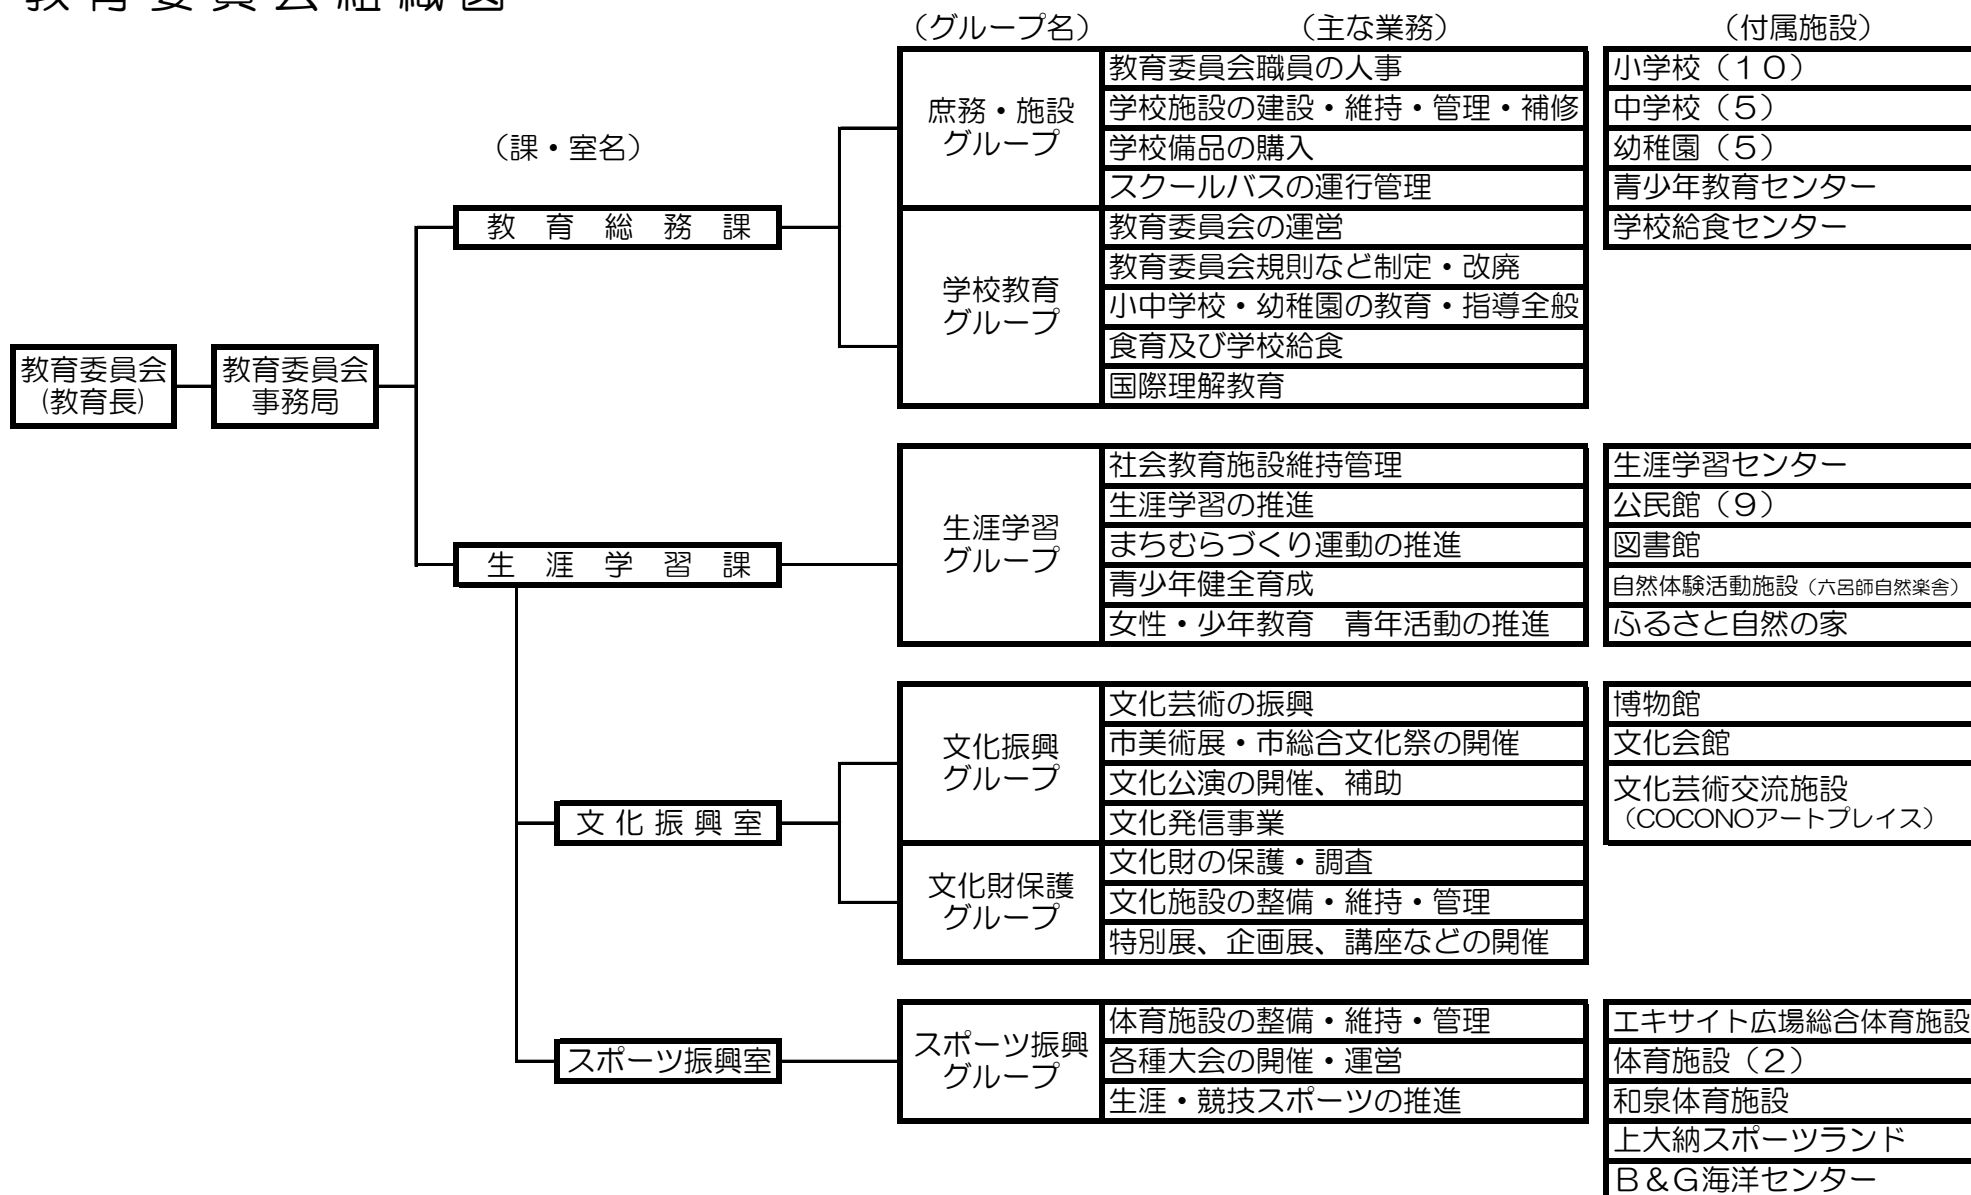 教育委員会組織図
（グループ名）
（主な業務）
（付属施設）
（課・室名）
教育委員会
(教育長)
教育委員会
事務局
教育総務課
庶務・施設
グループ
教育委員会職員の人事
学校施設の建設・維持・管理・補修
学校備品の購入
スクールバスの運行管理
学校教育
グループ
教育委員会の運営
教育委員会規則など制定・改廃
小中学校・幼稚園の教育・指導全般
食育及び学校給食
国際理解教育
小学校（１０）
中学校（５）
幼稚園（５）
青少年教育センター
学校給食センター
生涯学習課
生涯学習
グループ
社会教育施設維持管理
生涯学習の推進
まちむらづくり運動の推進
青少年健全育成
女性・少年教育　青年活動の推進
生涯学習センター
公民館（９）
図書館
自然体験活動施設（六呂師自然楽舎）
ふるさと自然の家
文化振興室
文化振興
グループ
文化芸術の振興
市美術展・市総合文化祭の開催
文化公演の開催、補助
文化発信事業
文化財保護
グループ
文化財の保護・調査
文化施設の整備・維持・管理
特別展、企画展、講座などの開催
博物館
文化会館
文化芸術交流施設
（COCONOアートプレイス）
スポーツ振興室
スポーツ振興
グループ
体育施設の整備・維持・管理
各種大会の開催・運営
生涯・競技スポーツの推進
エキサイト広場総合体育施設
体育施設（２）
和泉体育施設
上大納スポーツランド
Ｂ＆Ｇ海洋センター